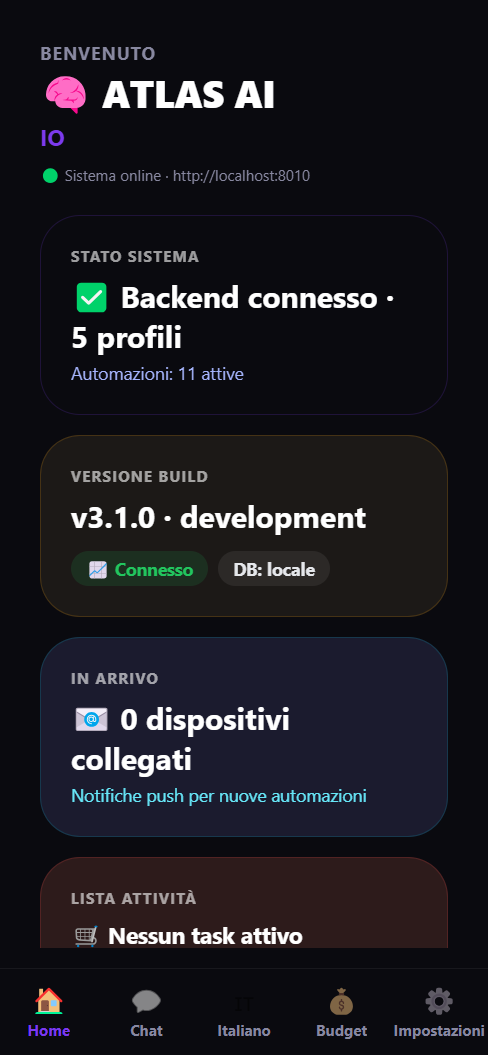 BENVENUTO
🧠 ATLAS AI
IO
Sistema online · http://localhost:8010
STATO SISTEMA
✅ Backend connesso ·
5 profili
Automazioni: 11 attive
VERSIONE BUILD
v3.1.0 · development
📈 Connesso
DB: locale
IN ARRIVO
📧 0 dispositivi
collegati
Notifiche push per nuove automazioni
LISTA ATTIVITÀ
🛒 Nessun task attivo
IT
Home
Chat
Italiano
Budget
Impostazioni